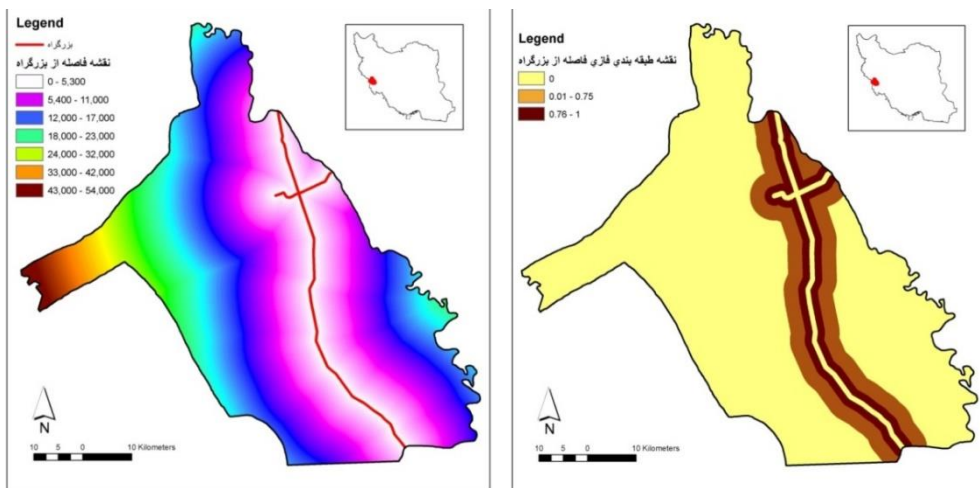 Legend
بزرگراه
نقشه فاصله از بزرگراه
0 - 5,300
5,400 - 11,000
12,000 - 17,000
18,000 - 23,000
24,000 - 32,000
33,000 - 42,000
43,000 - 54,000
N
10 5 0 10 Kilometers
Legend
نقشه طبقه بندي فازي فاصله از بزرگراه
0
0.01 - 0.75
0.76 - 1
N
10 5 0 10 Kilometers